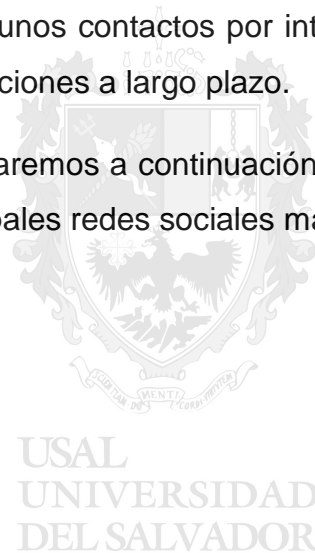 unos contactos por int
ciones a largo plazo.
aremos a continuación
pales redes sociales ma
USAL
UNIVERSIDAD
DEL SALVADOR